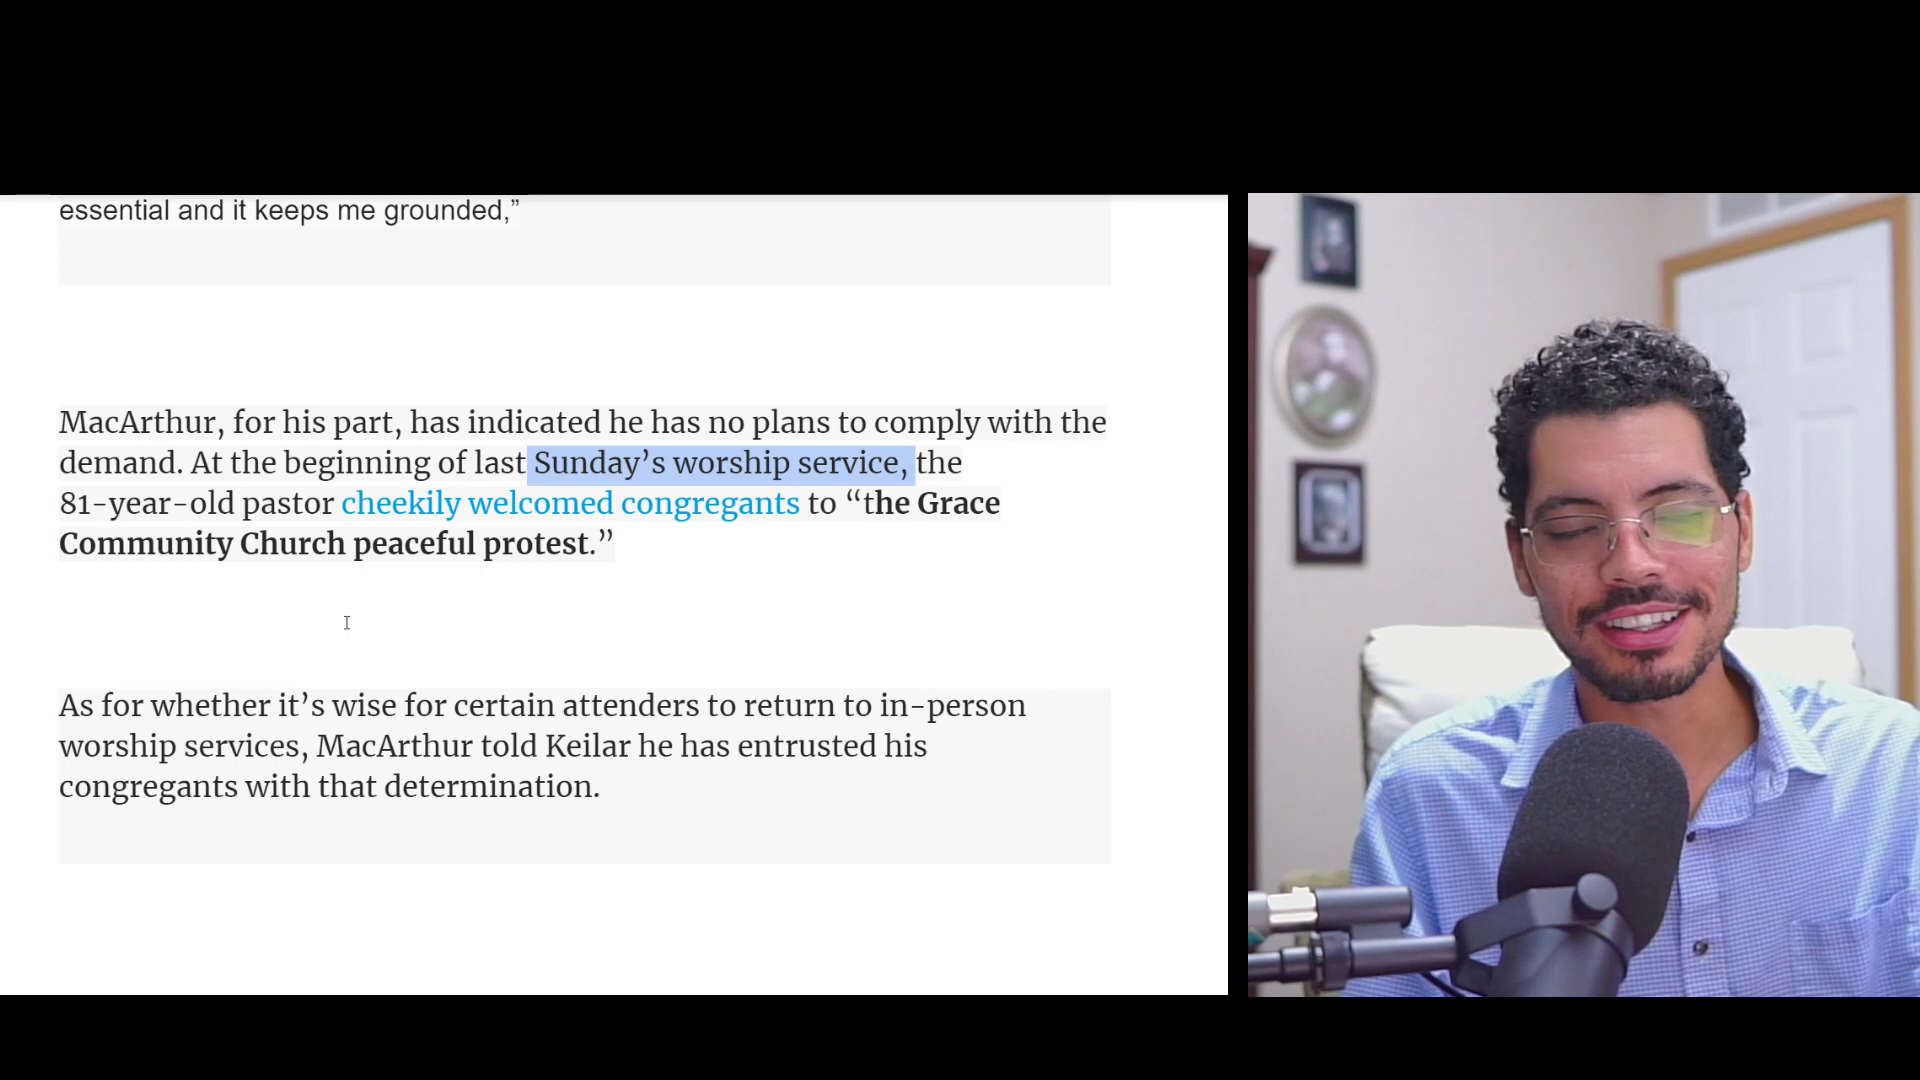 essential and it keeps me grounded,”
MacArthur, for his part, has indicated he has no plans to comply with the
demand. At the beginning of last Sunday’s worship service, the
81-year-old pastor cheekily welcomed congregants to “the Grace
Community Church peaceful protest.”
As for whether it’s wise for certain attenders to return to in-person
worship services, MacArthur told Keilar he has entrusted his
congregants with that determination.